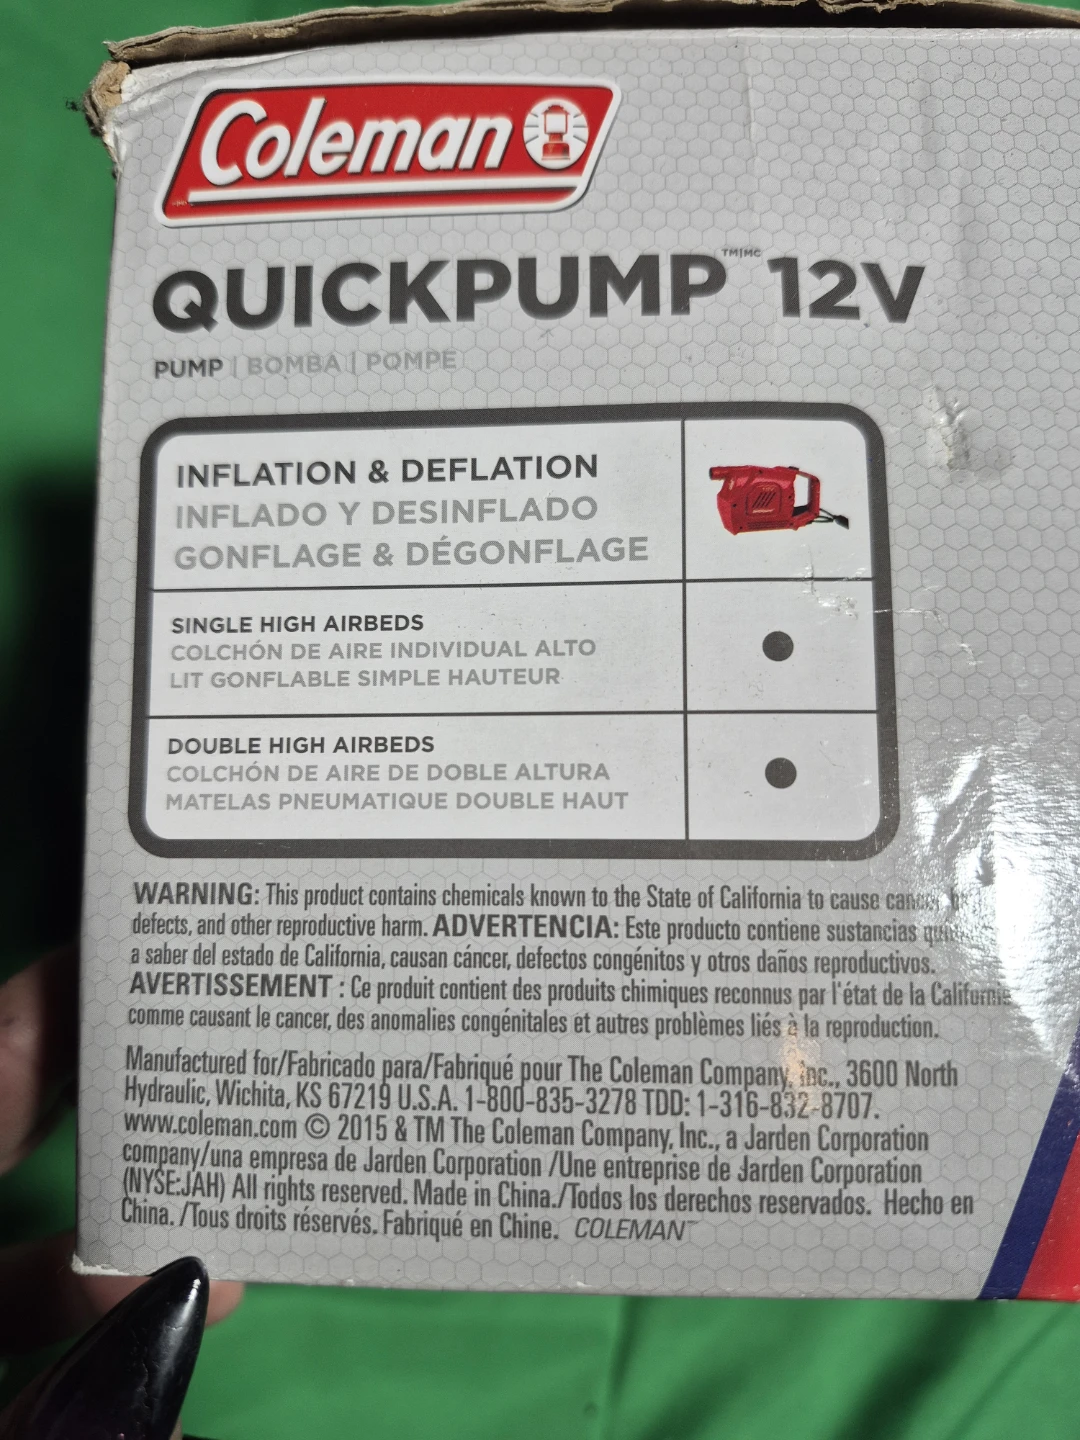 Coleman
QUICKPUMP™|MC 12V
PUMP | BOMBA | POMPE
INFLATION & DEFLATION
INFLADO Y DESINFLADO
GONFLAGE & DÉGONFLAGE
SINGLE HIGH AIRBEDS
COLCHÓN DE AIRE INDIVIDUAL ALTO
LIT GONFLABLE SIMPLE HAUTEUR
DOUBLE HIGH AIRBEDS
COLCHÓN DE AIRE DE DOBLE ALTURA
MATELAS PNEUMATIQUE DOUBLE HAUT
WARNING: This product contains chemicals known to the State of California to cause
defects, and other reproductive harm. ADVERTENCIA: Este producto contiene sustancias
a saber del estado de California, causan cáncer, defectos congénitos y otros daños reproductivos.
AVERTISSEMENT : Ce produit contient des produits chimiques reconnus par l'état de la Californie
comme causant le cancer, des anomalies congénitales et autres problèmes liés à la reproduction.
Manufactured for/Fabricado para/Fabriqué pour The Coleman Company, Inc., 3600 North
Hydraulic, Wichita, KS 67219 U.S.A. 1-800-835-3278 TDD: 1-316-832-8707.
www.coleman.com © 2015 & TM The Coleman Company, Inc., a Jarden Corporation
company/una empresa de Jarden Corporation /Une entreprise de Jarden Corporation
(NYSE:JAH) All rights reserved. Made in China./Todos los derechos reservados. Hecho en
China. /Tous droits réservés. Fabriqué en Chine. COLEMAN™